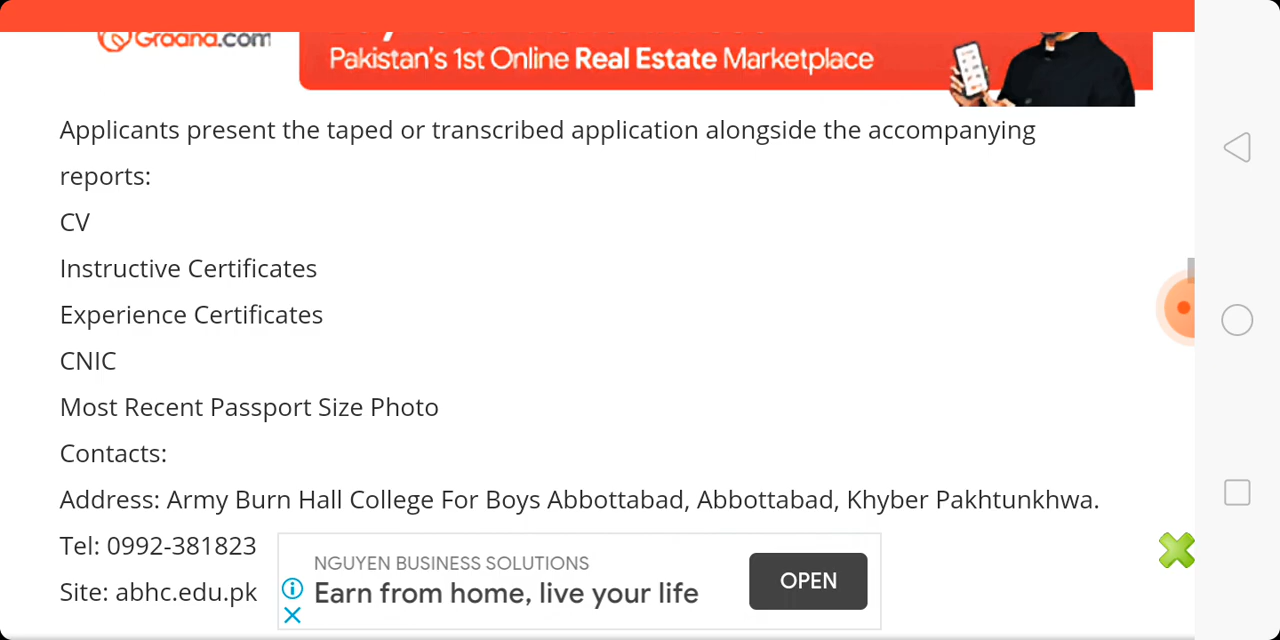 Graana.com
Pakistan's 1st Online Real Estate Marketplace
Applicants present the taped or transcribed application alongside the accompanying
reports:
CV
Instructive Certificates
Experience Certificates
CNIC
Most Recent Passport Size Photo
Contacts:
Address: Army Burn Hall College For Boys Abbottabad, Abbottabad, Khyber Pakhtunkhwa.
Tel: 0992-381823
Site: abhc.edu.pk
NGUYEN BUSINESS SOLUTIONS
Earn from home, live your life
OPEN